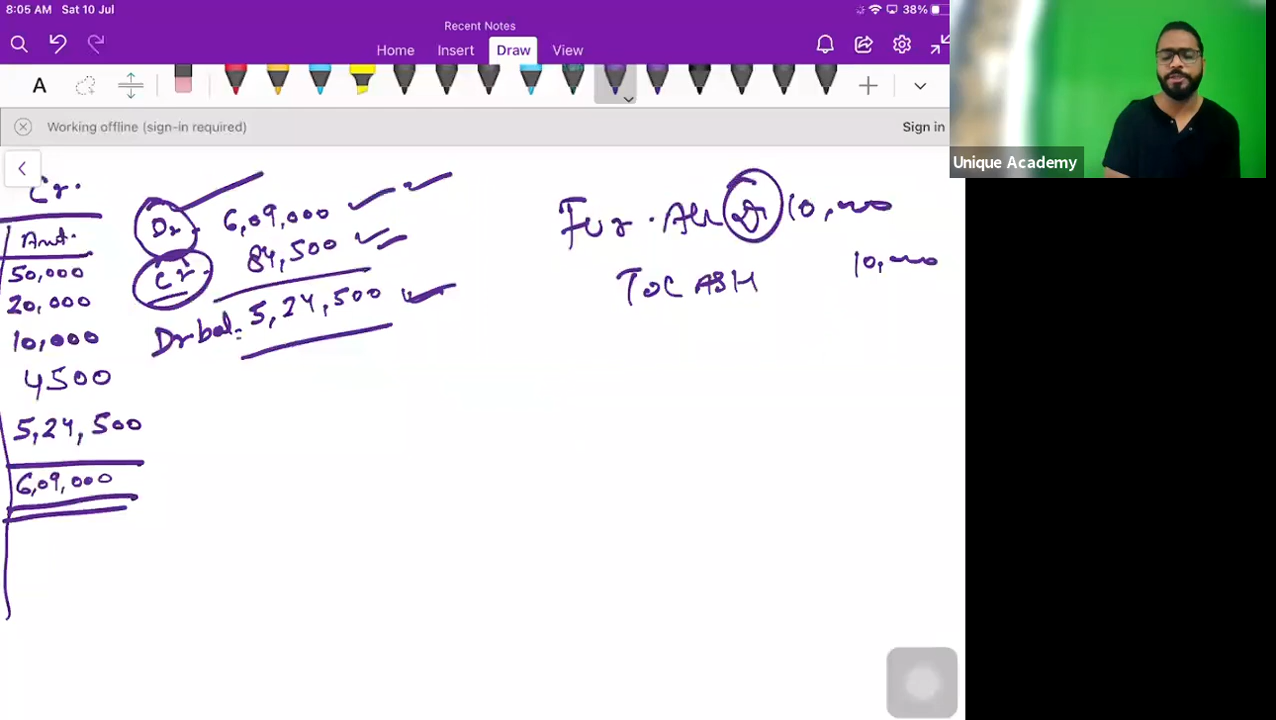 8:05 AM Sat 10 Jul
38%
Recent Notes
Home Insert Draw View
A
Working offline (sign-in required)
Sign in
Unique Academy
Cr.
Amt.
50,000
20,000
10,000
4500
5,24,500
6,09,000
Dr. 6,09,000
Cr. 84,500
Dr bal. 5,24,500
Fur. A/c Dr 10,000
To CASH 10,000